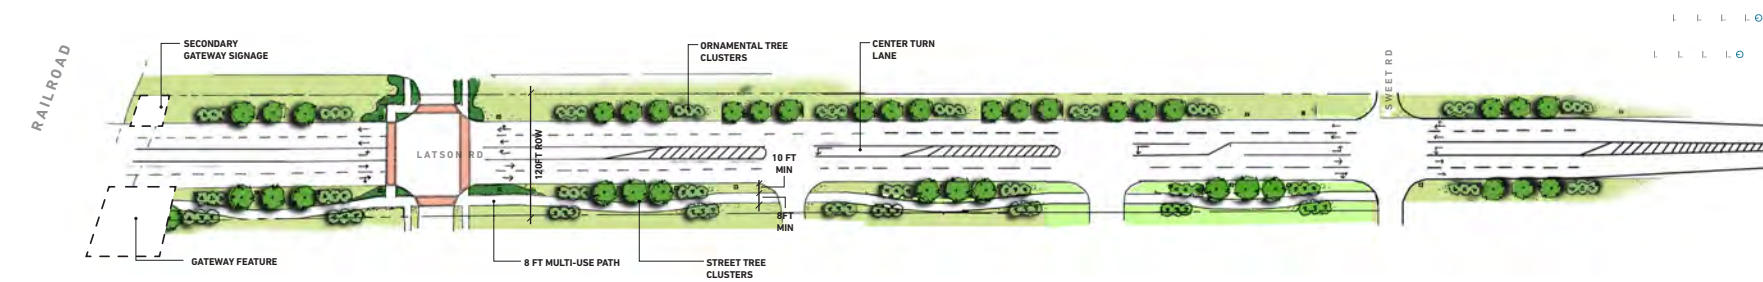 RAILROAD
SECONDARY
GATEWAY SIGNAGE
ORNAMENTAL TREE
CLUSTERS
CENTER TURN
LANE
SWEET RD
LATSON RD
120FT ROW
10 FT
MIN
8FT
MIN
GATEWAY FEATURE
8 FT MULTI-USE PATH
STREET TREE
CLUSTERS